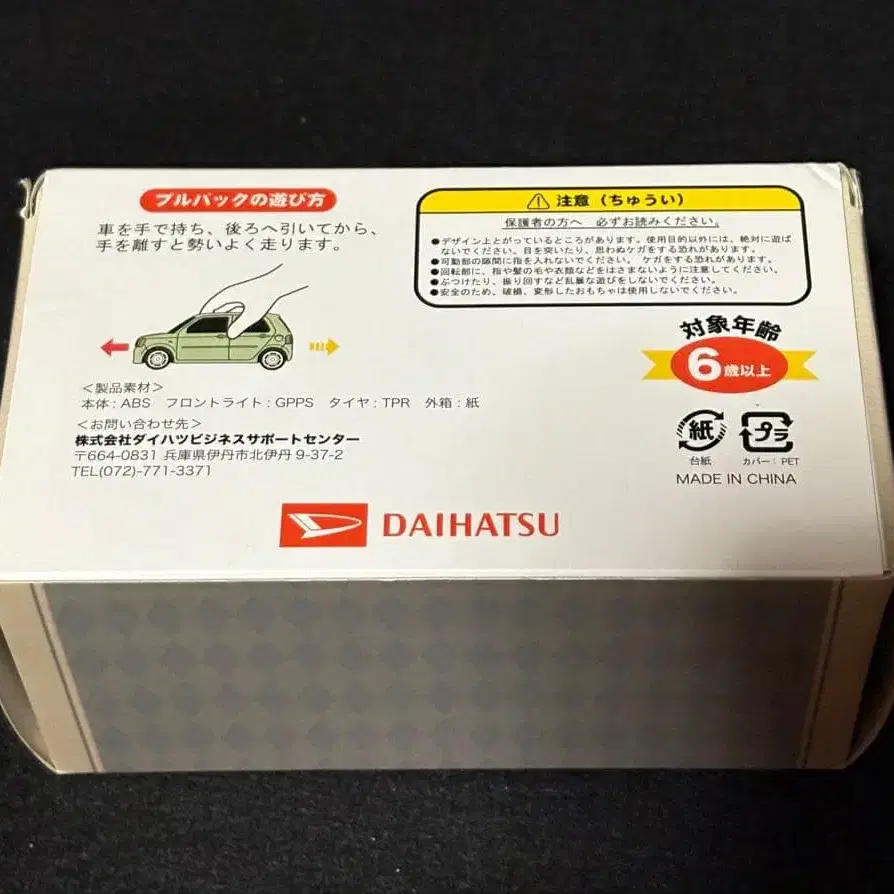 プルバックの遊び方
車を手で持ち、後ろへ引いてから、
手を離すと勢いよく走ります。
<製品素材>
本体:ABS フロントライト:GPPS タイヤ:TPR 外箱:紙
<お問い合わせ先>
株式会社ダイハツビジネスサポートセンター
〒664-0831 兵庫県伊丹市北伊丹 9-37-2
TEL(072)-771-3371
注意(ちゅうい)
保護者の方へ 必ずお読みください。
●デザイン上とがっているところがあります。使用目的以外には、絶対に遊ば
ないでください。目を突いたり、思わぬケガをする恐れがあります。
●可動部の隙間に指を入れないでください。 ケガをする恐れがあります。
●回転部に、指や髪の毛や衣類などをはさまないように注意してください。
●ぶつけたり、振り回すなど乱暴な遊びをしないでください。
●安全のため、破損、変形したおもちゃは使用しないでください。
対象年齢
6歳以上
紙
プラ
台紙
カバー:PET
MADE IN CHINA
DAIHATSU